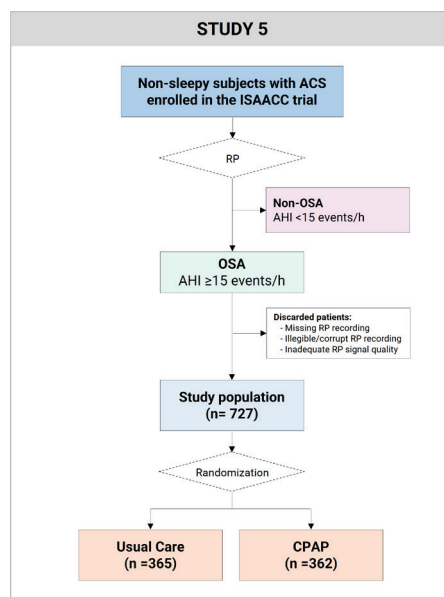 STUDY 5
Non-sleepy subjects with ACS
enrolled in the ISAACC trial
RP
Non-OSA
AHI <15 events/h
OSA
AHI ≥15 events/h
Discarded patients:
- Missing RP recording
- Illegible/corrupt RP recording
- Inadequate RP signal quality
Study population
(n= 727)
Randomization
Usual Care
(n =365)
CPAP
(n =362)